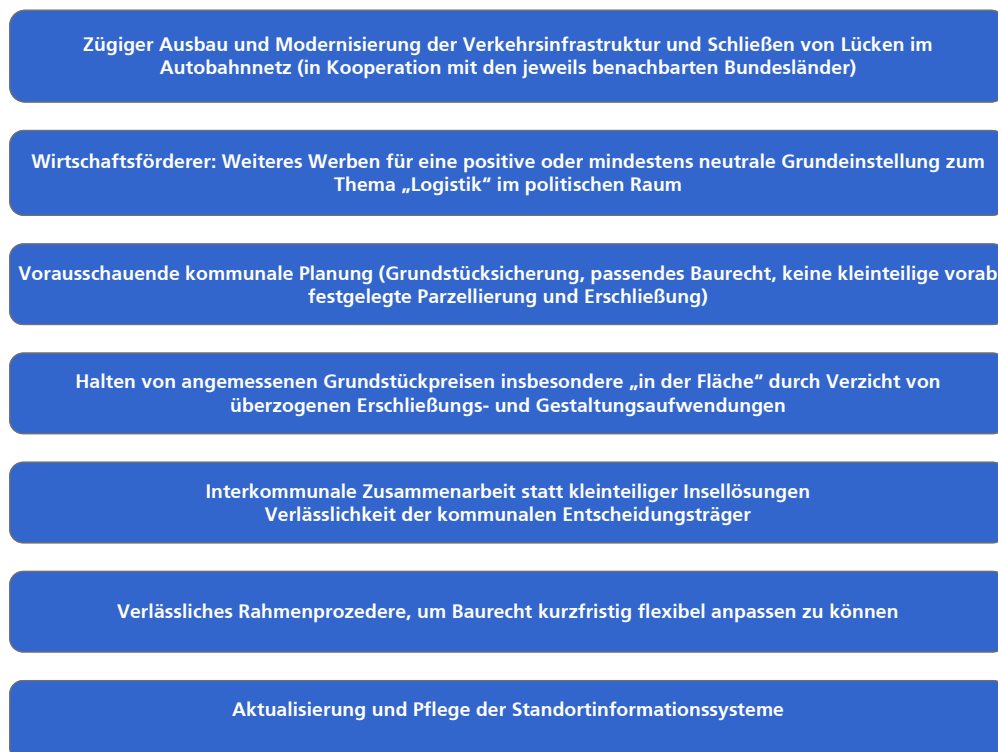 Zügiger Ausbau und Modernisierung der Verkehrsinfrastruktur und Schließen von Lücken im
Autobahnnetz (in Kooperation mit den jeweils benachbarten Bundesländer)
Wirtschaftsförderer: Weiteres Werben für eine positive oder mindestens neutrale Grundeinstellung zum
Thema „Logistik“ im politischen Raum
Vorausschauende kommunale Planung (Grundstücksicherung, passendes Baurecht, keine kleinteilige vorab
festgelegte Parzellierung und Erschließung)
Halten von angemessenen Grundstückpreisen insbesondere „in der Fläche“ durch Verzicht von
überzogenen Erschließungs- und Gestaltungsaufwendungen
Interkommunale Zusammenarbeit statt kleinteiliger Insellösungen
Verlässlichkeit der kommunalen Entscheidungsträger
Verlässliches Rahmenprozedere, um Baurecht kurzfristig flexibel anpassen zu können
Aktualisierung und Pflege der Standortinformationssysteme